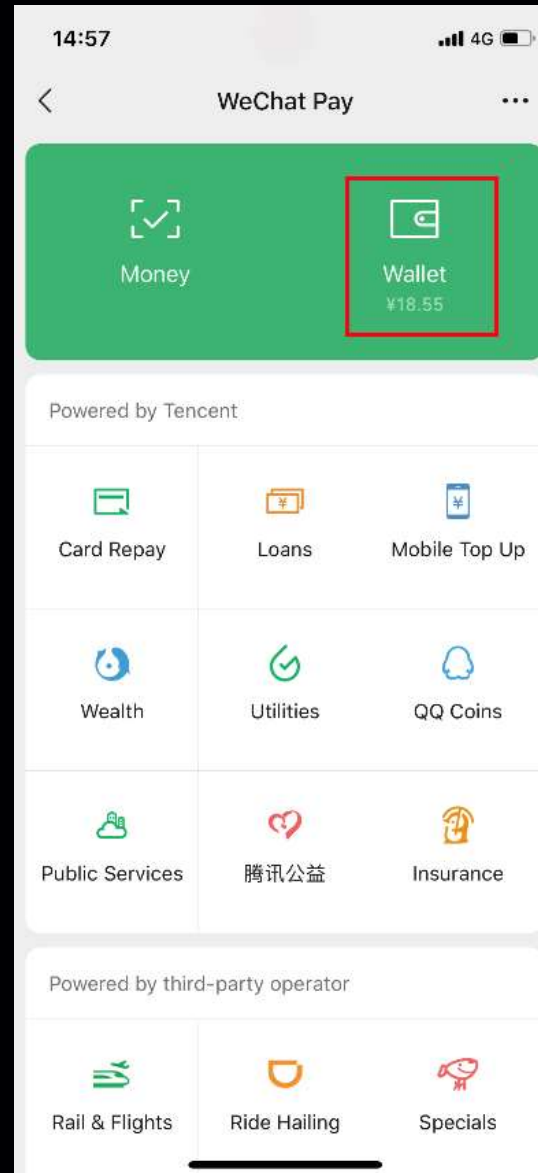 14:57
4G
WeChat Pay
Money
Wallet
¥18.55
Powered by Tencent
Card Repay
Loans
Mobile Top Up
Wealth
Utilities
QQ Coins
Public Services
腾讯公益
Insurance
Powered by third-party operator
Rail & Flights
Ride Hailing
Specials